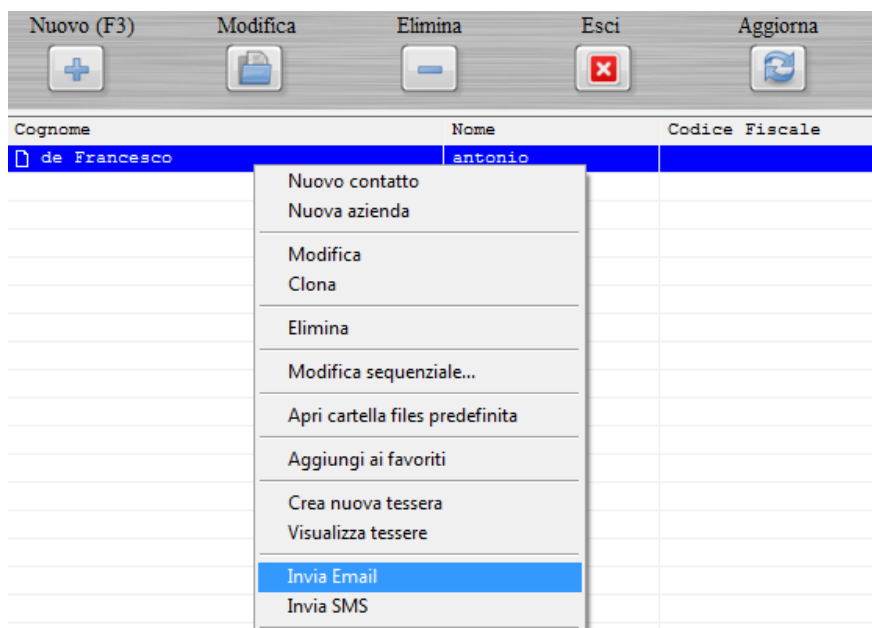 Nuovo (F3) Modifica Elimina Esci Aggiorna
Cognome Nome Codice Fiscale
de Francesco antonio
Nuovo contatto
Nuova azienda
Modifica
Clona
Elimina
Modifica sequenziale...
Apri cartella files predefinita
Aggiungi ai favoriti
Crea nuova tessera
Visualizza tessere
Invia Email
Invia SMS